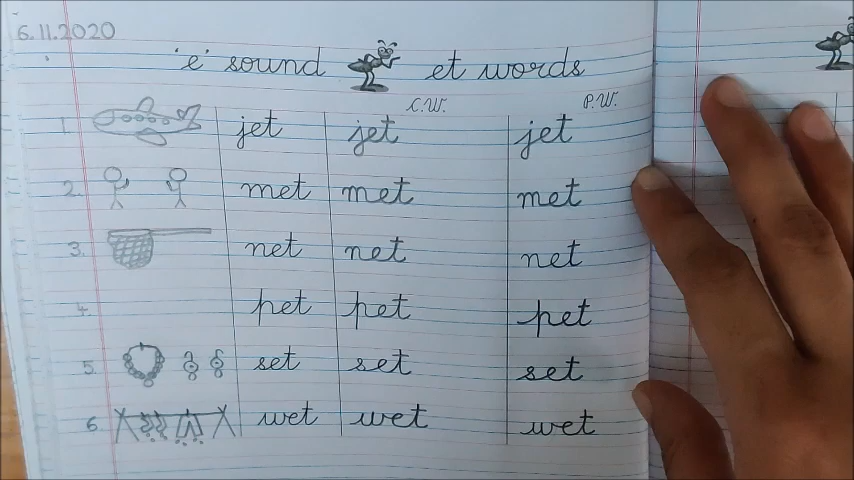 6.11.2020
'e' sound et words
C.W. P.W.
1. jet jet jet
2. met met met
3. net net net
4. pet pet pet
5. set set set
6. wet wet wet